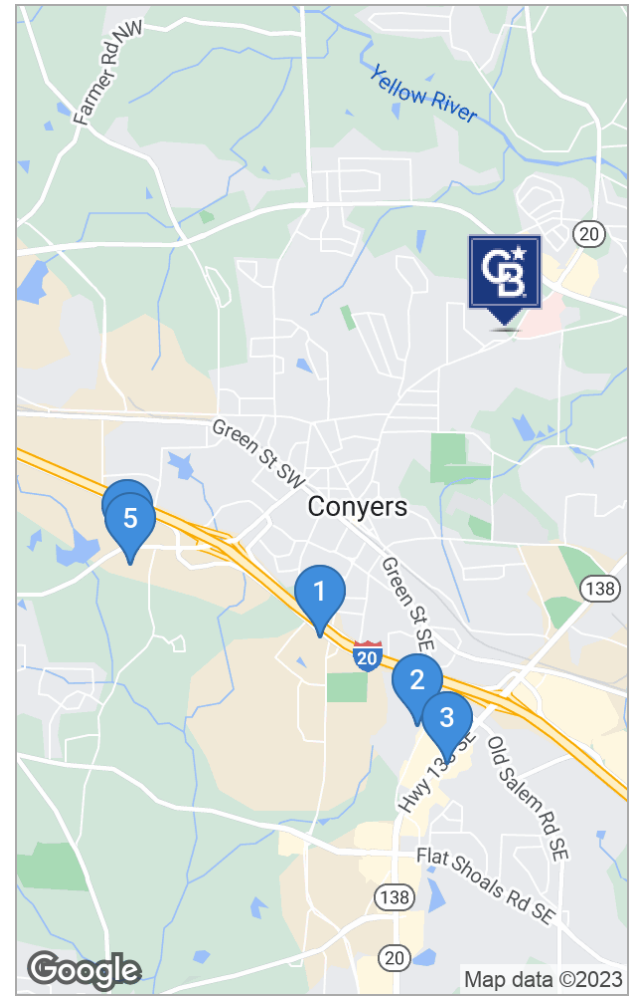 Farmer Rd NW
Yellow River
20
CB
Green St SW
Conyers
5
1
Green St SE
138
20
2
3
Hwy 138 SE
Old Salem Rd SE
Flat Shoals Rd SE
138
20
Google
Map data ©2023